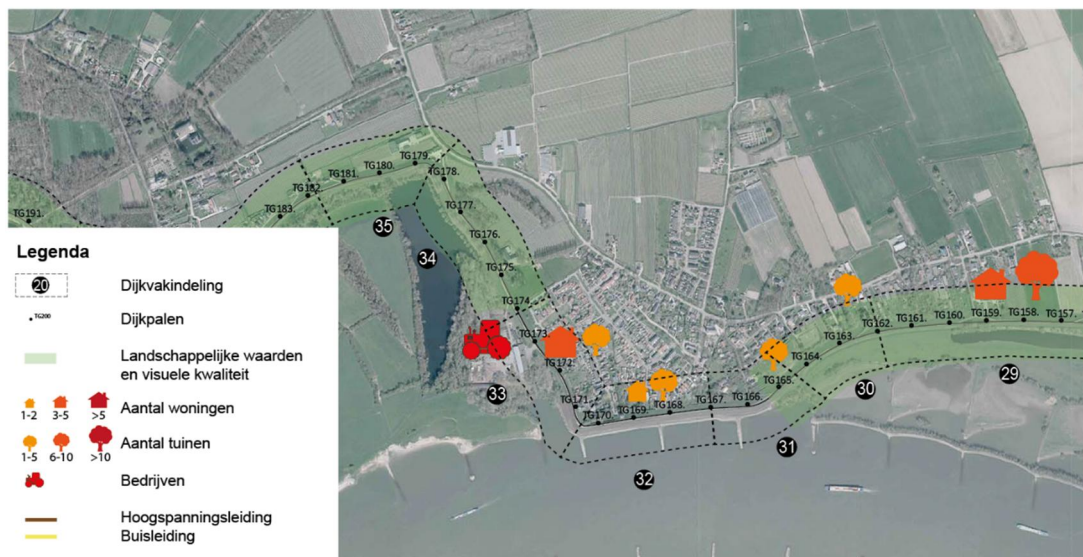 TG191.
TG183.
TG182.
TG181.
TG180.
TG179.
TG178.
TG177.
TG176.
TG175.
TG174.
TG173.
TG172.
TG171.
TG170.
TG169.
TG168.
TG167.
TG166.
TG165.
TG164.
TG163.
TG162.
TG161.
TG160.
TG159.
TG158.
TG157.
35
34
33
32
31
30
29
Legenda
20 Dijkvakindeling
TG200 Dijkpalen
Landschappelijke waarden
en visuele kwaliteit
Aantal woningen
1-2 3-5 >5
Aantal tuinen
1-5 6-10 >10
Bedrijven
Hoogspanningsleiding
Buisleiding